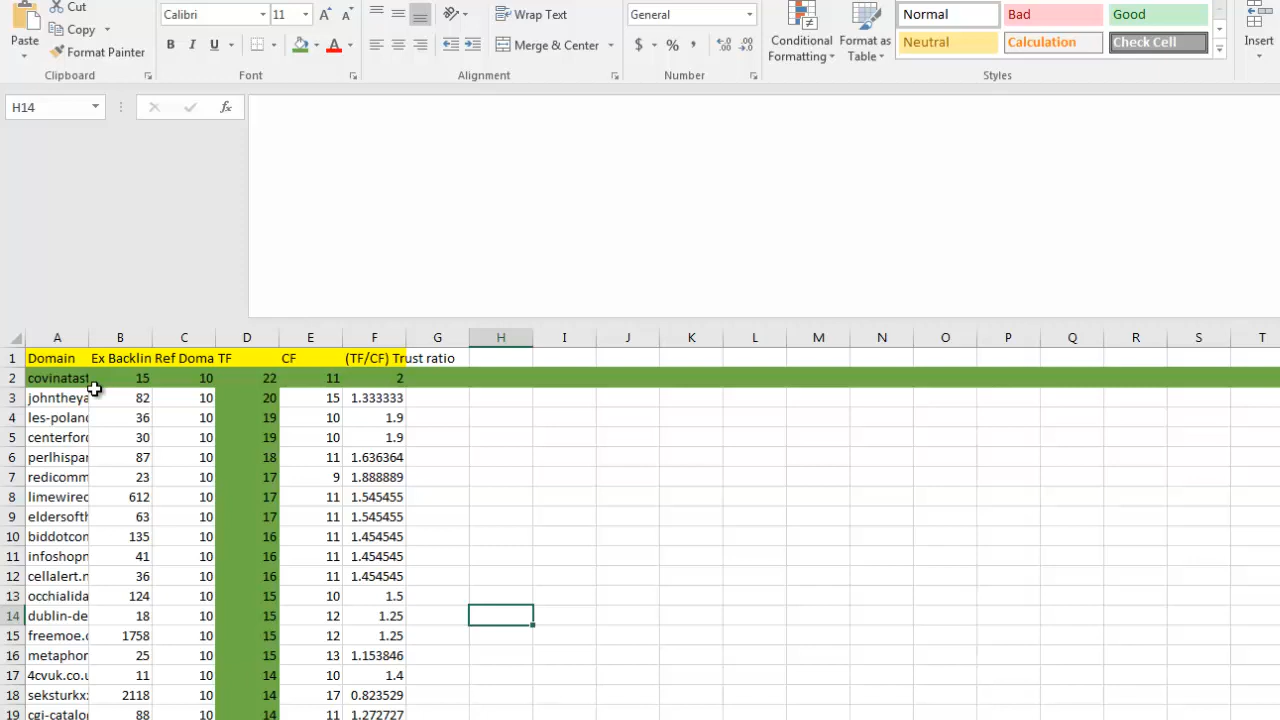 Cut
Calibri 11 Wrap Text General Normal Bad Good
Copy
Paste Conditional Format as Neutral Calculation Check Cell Insert
Format Painter B I U A Merge & Center $ % , Formatting Table
Clipboard Font Alignment Number Styles
H14 fx
A B C D E F G H I J K L M N O P Q R S T
1 Domain Ex Backlin Ref Doma TF CF (TF/CF) Trust ratio
2 covinatast 15 10 22 11 2
3 johntheya 82 10 20 15 1.333333
4 les-poland 36 10 19 10 1.9
5 centerford 30 10 19 10 1.9
6 perlhispar 87 10 18 11 1.636364
7 redicomm 23 10 17 9 1.888889
8 limewired 612 10 17 11 1.545455
9 eldersofth 63 10 17 11 1.545455
10 biddotcom 135 10 16 11 1.454545
11 infoshopn 41 10 16 11 1.454545
12 cellalert.n 36 10 16 11 1.454545
13 occhialida 124 10 15 10 1.5
14 dublin-de 18 10 15 12 1.25
15 freemoe.c 1758 10 15 12 1.25
16 metaphor 25 10 15 13 1.153846
17 4cvuk.co.u 11 10 14 10 1.4
18 seksturkx 2118 10 14 17 0.823529
19 cgi-catalo 88 10 14 11 1.272727